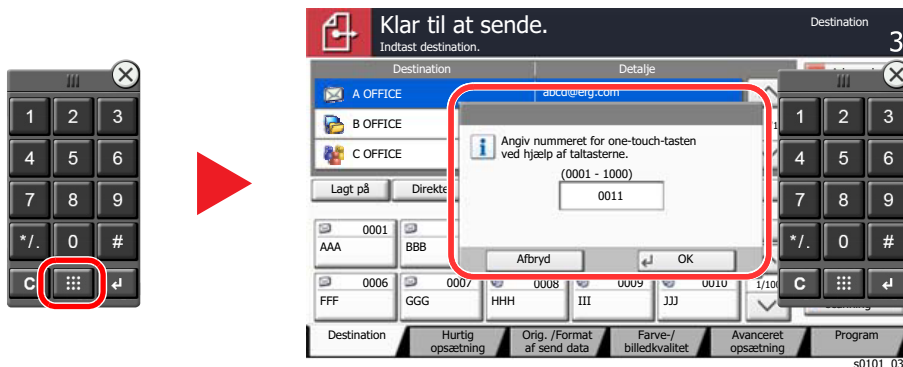 1 2 3
4 5 6
7 8 9
*/. 0 #
C
Klar til at sende.
Indtast destination.
Destination
3
Destination Detalje
A OFFICE abcd@efg.com
B OFFICE
C OFFICE
Angiv nummeret for one-touch-tasten
ved hjælp af taltasterne.
(0001 - 1000)
0011
Afbryd OK
Lagt på Direkte
0001
AAA BBB
0006 0007 0008 0009 0010 1/100
FFF GGG HHH III JJJ
1 2 3
4 5 6
7 8 9
*/. 0 #
C
Destination
Hurtig
opsætning
Orig. /Format
af send data
Farve-/
billedkvalitet
Avanceret
opsætning
Program
s0101_03